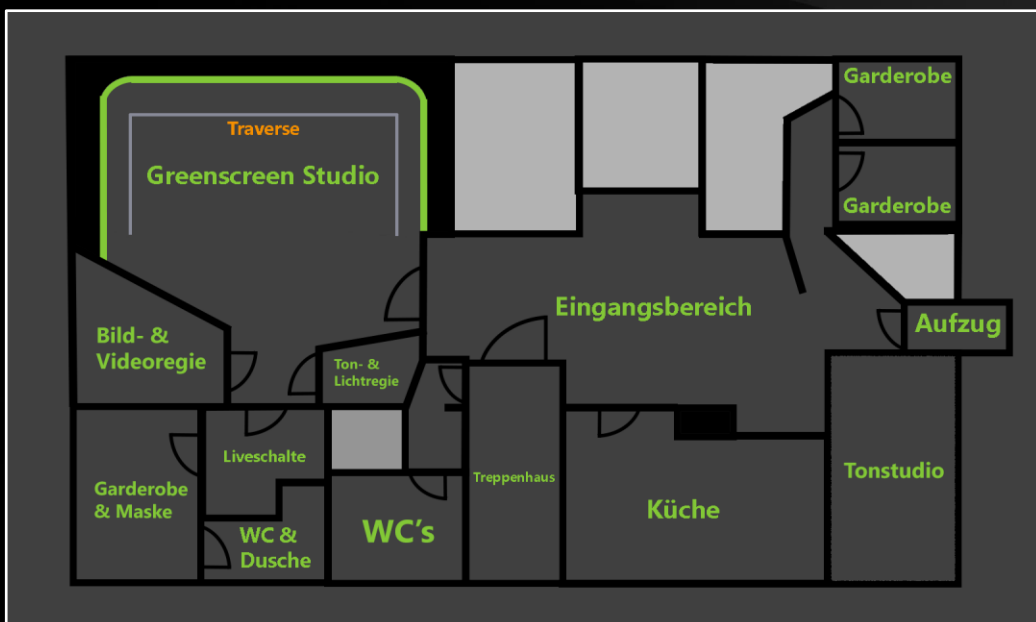 Garderobe
Traverse
Greenscreen Studio
Garderobe
Eingangsbereich
Aufzug
Bild- &
Videoregie
Ton- &
Lichtregie
Liveschalte
Treppenhaus
Tonstudio
Garderobe
& Maske
Küche
WC's
WC &
Dusche